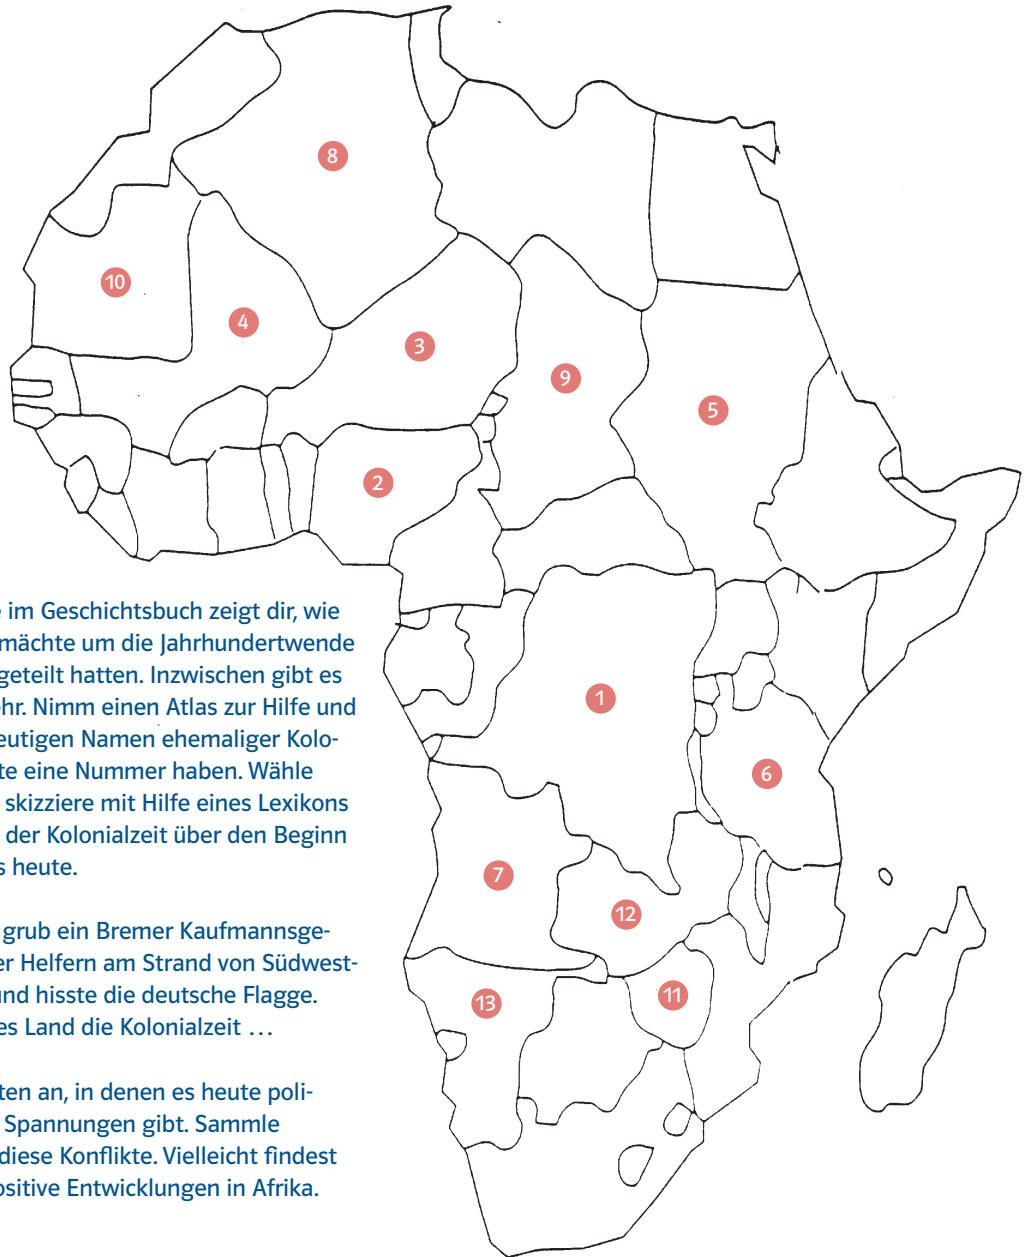 8
10
4
3
9
5
2
e im Geschichtsbuch zeigt dir, wie
mächte um die Jahrhundertwende
geteilt hatten. Inzwischen gibt es
ehr. Nimm einen Atlas zur Hilfe und
eutigen Namen ehemaliger Kolo-
te eine Nummer haben. Wähle
skizziere mit Hilfe eines Lexikons
der Kolonialzeit über den Beginn
s heute.
1
6
7
12
grub ein Bremer Kaufmannsge-
er Helfern am Strand von Südwest-
und hisste die deutsche Flagge.
es Land die Kolonialzeit …
13
11
ten an, in denen es heute poli-
Spannungen gibt. Sammle
diese Konflikte. Vielleicht findest
ositive Entwicklungen in Afrika.